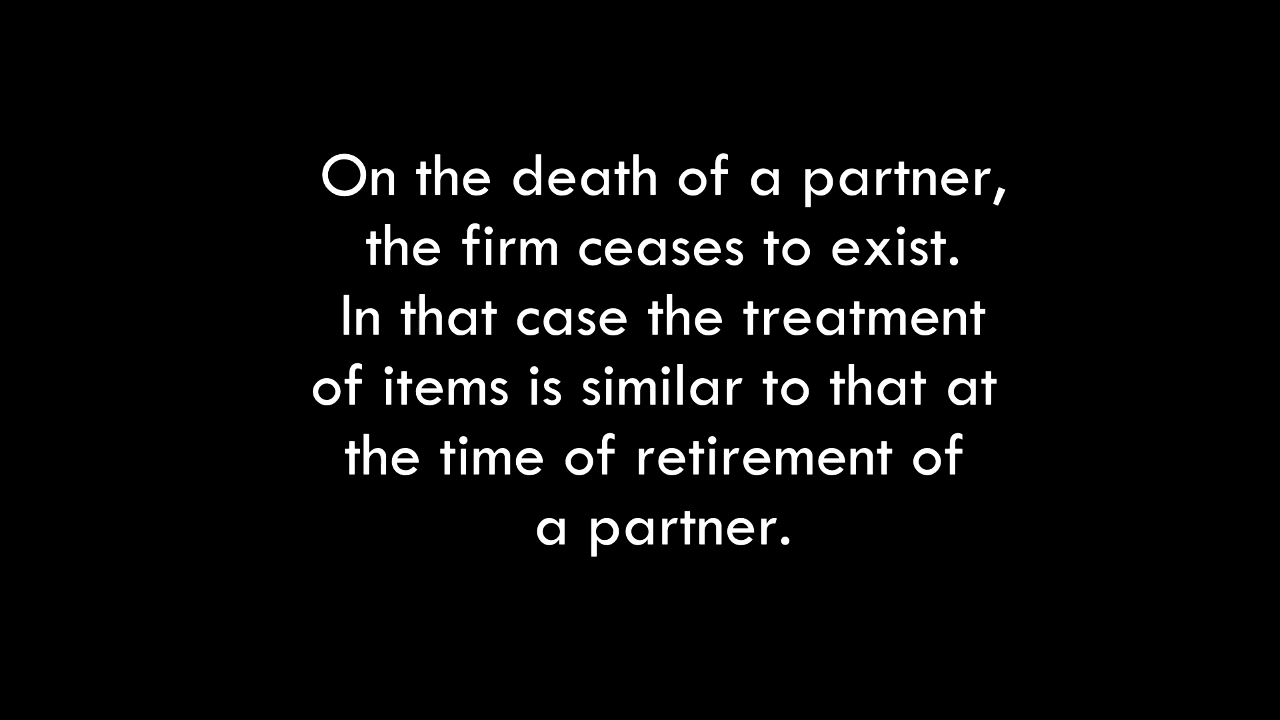 On the death of a partner,
the firm ceases to exist.
In that case the treatment
of items is similar to that at
the time of retirement of
a partner.